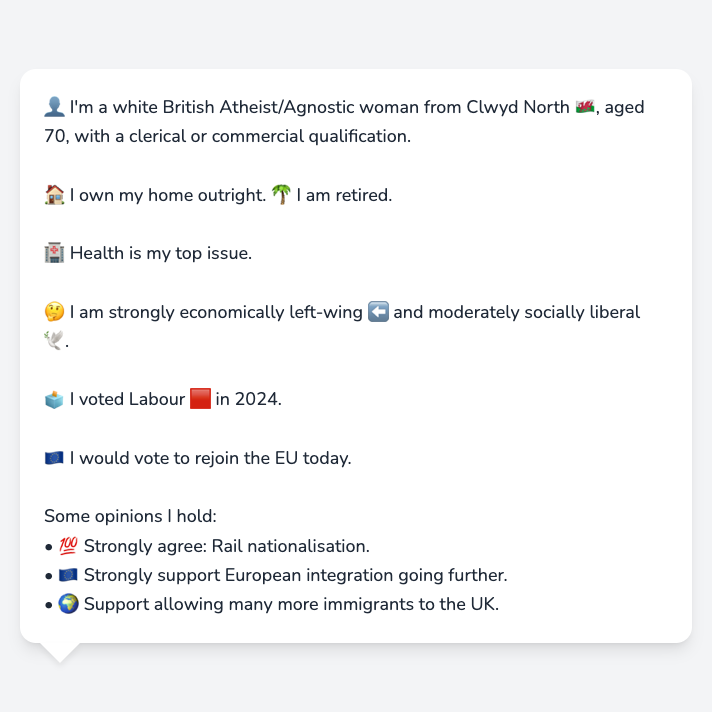 👤 I'm a white British Atheist/Agnostic woman from Clwyd North 🏴󠁧󠁢󠁷󠁬󠁳󠁿, aged
70, with a clerical or commercial qualification.
🏠 I own my home outright. 🌴 I am retired.
🏥 Health is my top issue.
🤔 I am strongly economically left-wing ⬅️ and moderately socially liberal
🕊️.
🗳️ I voted Labour 🟥 in 2024.
🇪🇺 I would vote to rejoin the EU today.
Some opinions I hold:
• 💯 Strongly agree: Rail nationalisation.
• 🇪🇺 Strongly support European integration going further.
• 🌍 Support allowing many more immigrants to the UK.